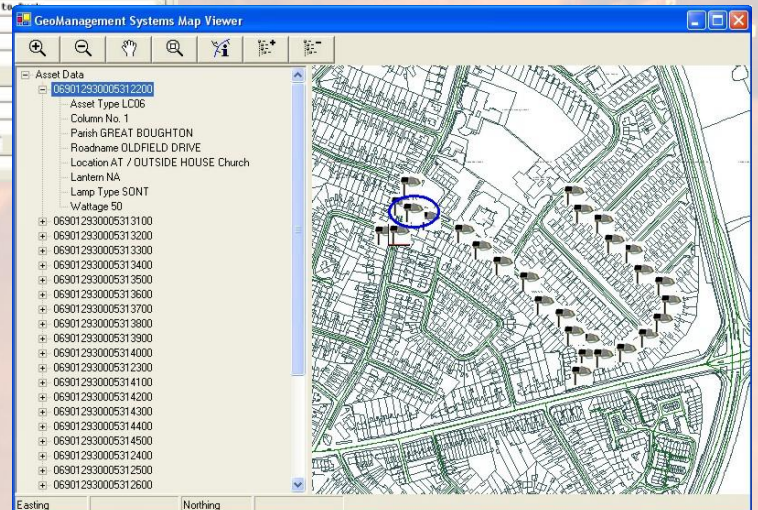 to
GeoManagement Systems Map Viewer
Asset Data
069012930005312200
Asset Type LC06
Column No. 1
Parish GREAT BOUGHTON
Roadname OLDFIELD DRIVE
Location AT / OUTSIDE HOUSE Church
Lantern NA
Lamp Type SONT
Wattage 50
069012930005313100
069012930005313200
069012930005313300
069012930005313400
069012930005313500
069012930005313600
069012930005313700
069012930005313800
069012930005313900
069012930005314000
069012930005312300
069012930005314100
069012930005314200
069012930005314300
069012930005314400
069012930005314500
069012930005312400
069012930005312500
069012930005312600
Easting Northing